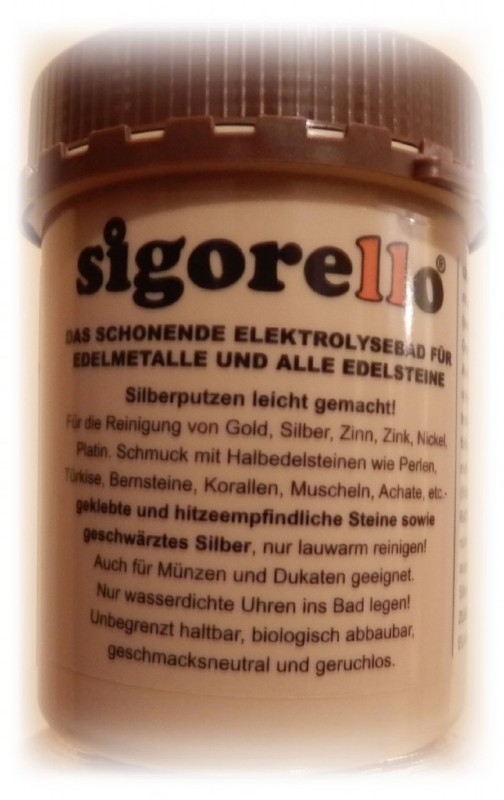 sigorello®
DAS SCHONENDE ELEKTROLYSEBAD FÜR
EDELMETALLE UND ALLE EDELSTEINE
Silberputzen leicht gemacht!
Für die Reinigung von Gold, Silber, Zinn, Zink, Nickel,
Platin. Schmuck mit Halbedelsteinen wie Perlen,
Türkise, Bernsteine, Korallen, Muscheln, Achate, etc.-
geklebte und hitzeempfindliche Steine sowie
geschwärztes Silber, nur lauwarm reinigen!
Auch für Münzen und Dukaten geeignet.
Nur wasserdichte Uhren ins Bad legen!
Unbegrenzt haltbar, biologisch abbaubar,
geschmacksneutral und geruchlos.